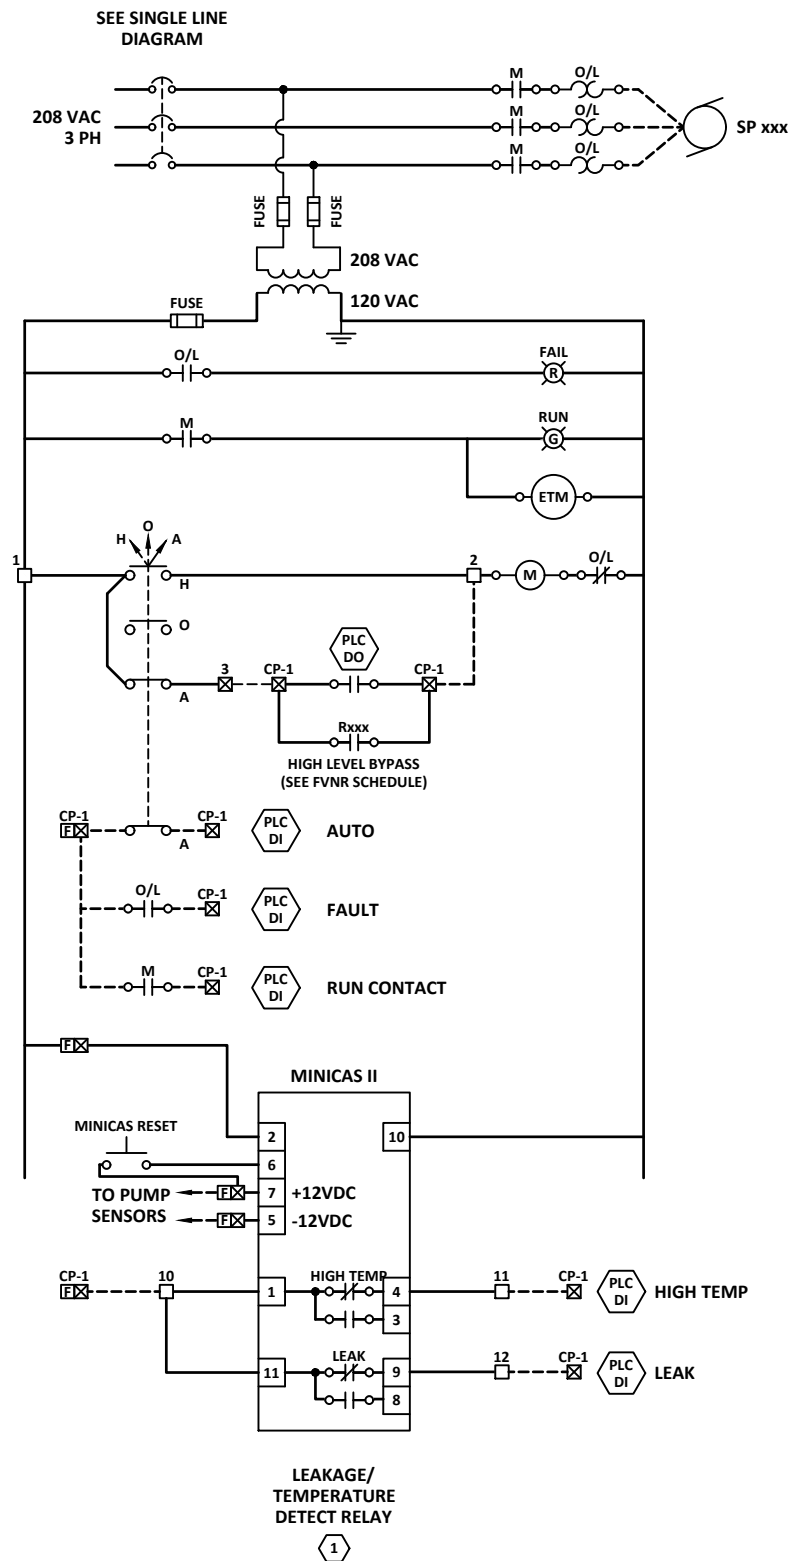 SEE SINGLE LINE
DIAGRAM
208 VAC
3 PH
M
O/L
M
O/L
M
O/L
SP xxx
FUSE
FUSE
208 VAC
120 VAC
FUSE
O/L
FAIL
R
M
RUN
G
ETM
H
O
A
1
H
2
M
O/L
O
A
3
CP-1
PLC
DO
CP-1
Rxxx
HIGH LEVEL BYPASS
(SEE FVNR SCHEDULE)
CP-1
F
A
CP-1
PLC
DI
AUTO
O/L
CP-1
PLC
DI
FAULT
M
CP-1
PLC
DI
RUN CONTACT
F
MINICAS II
MINICAS RESET
2
10
6
TO PUMP
SENSORS
F
7
+12VDC
F
5
-12VDC
CP-1
F
10
1
HIGH TEMP
4
3
11
CP-1
PLC
DI
HIGH TEMP
11
LEAK
9
8
12
CP-1
PLC
DI
LEAK
LEAKAGE/
TEMPERATURE
DETECT RELAY
1